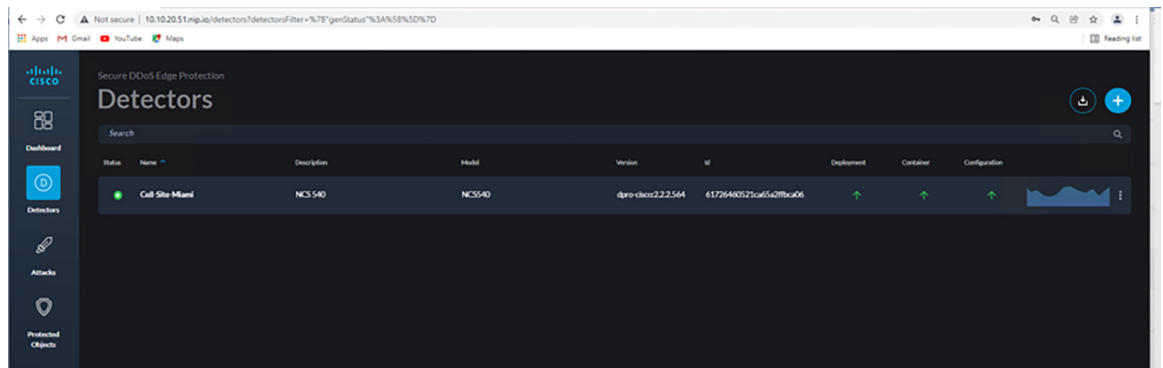 Not secure | 10.10.20.51.nip.io/detectors?detectorsFilter=%7B"genStatus"%3A%5B%5D%7D
Apps Gmail YouTube Maps Reading list
CISCO
Secure DDoS Edge Protection
Detectors
Search
Dashboard
Status Name Description Model Version Id Deployment Container Configuration
D
Cell-Site-Miami NCS 540 NCS540 dpro-cisco:2.2.2.564 61726460521ca65a2ffbca06
Detectors
Attacks
Protected
Objects